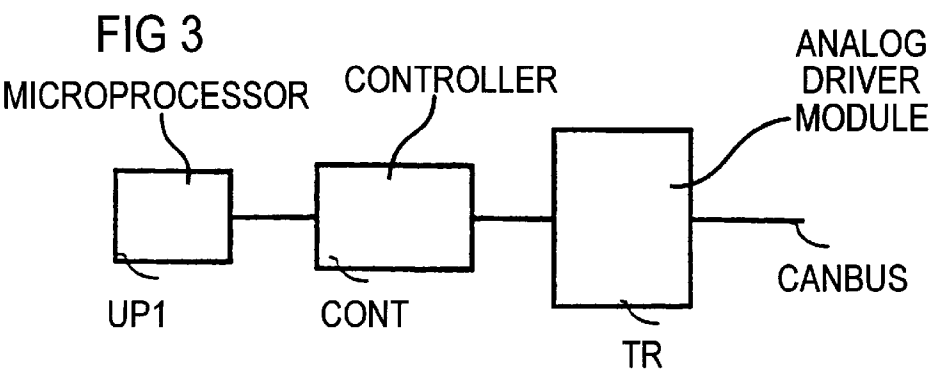 FIG 3
MICROPROCESSOR
CONTROLLER
ANALOG
DRIVER
MODULE
UP1
CONT
TR
CANBUS